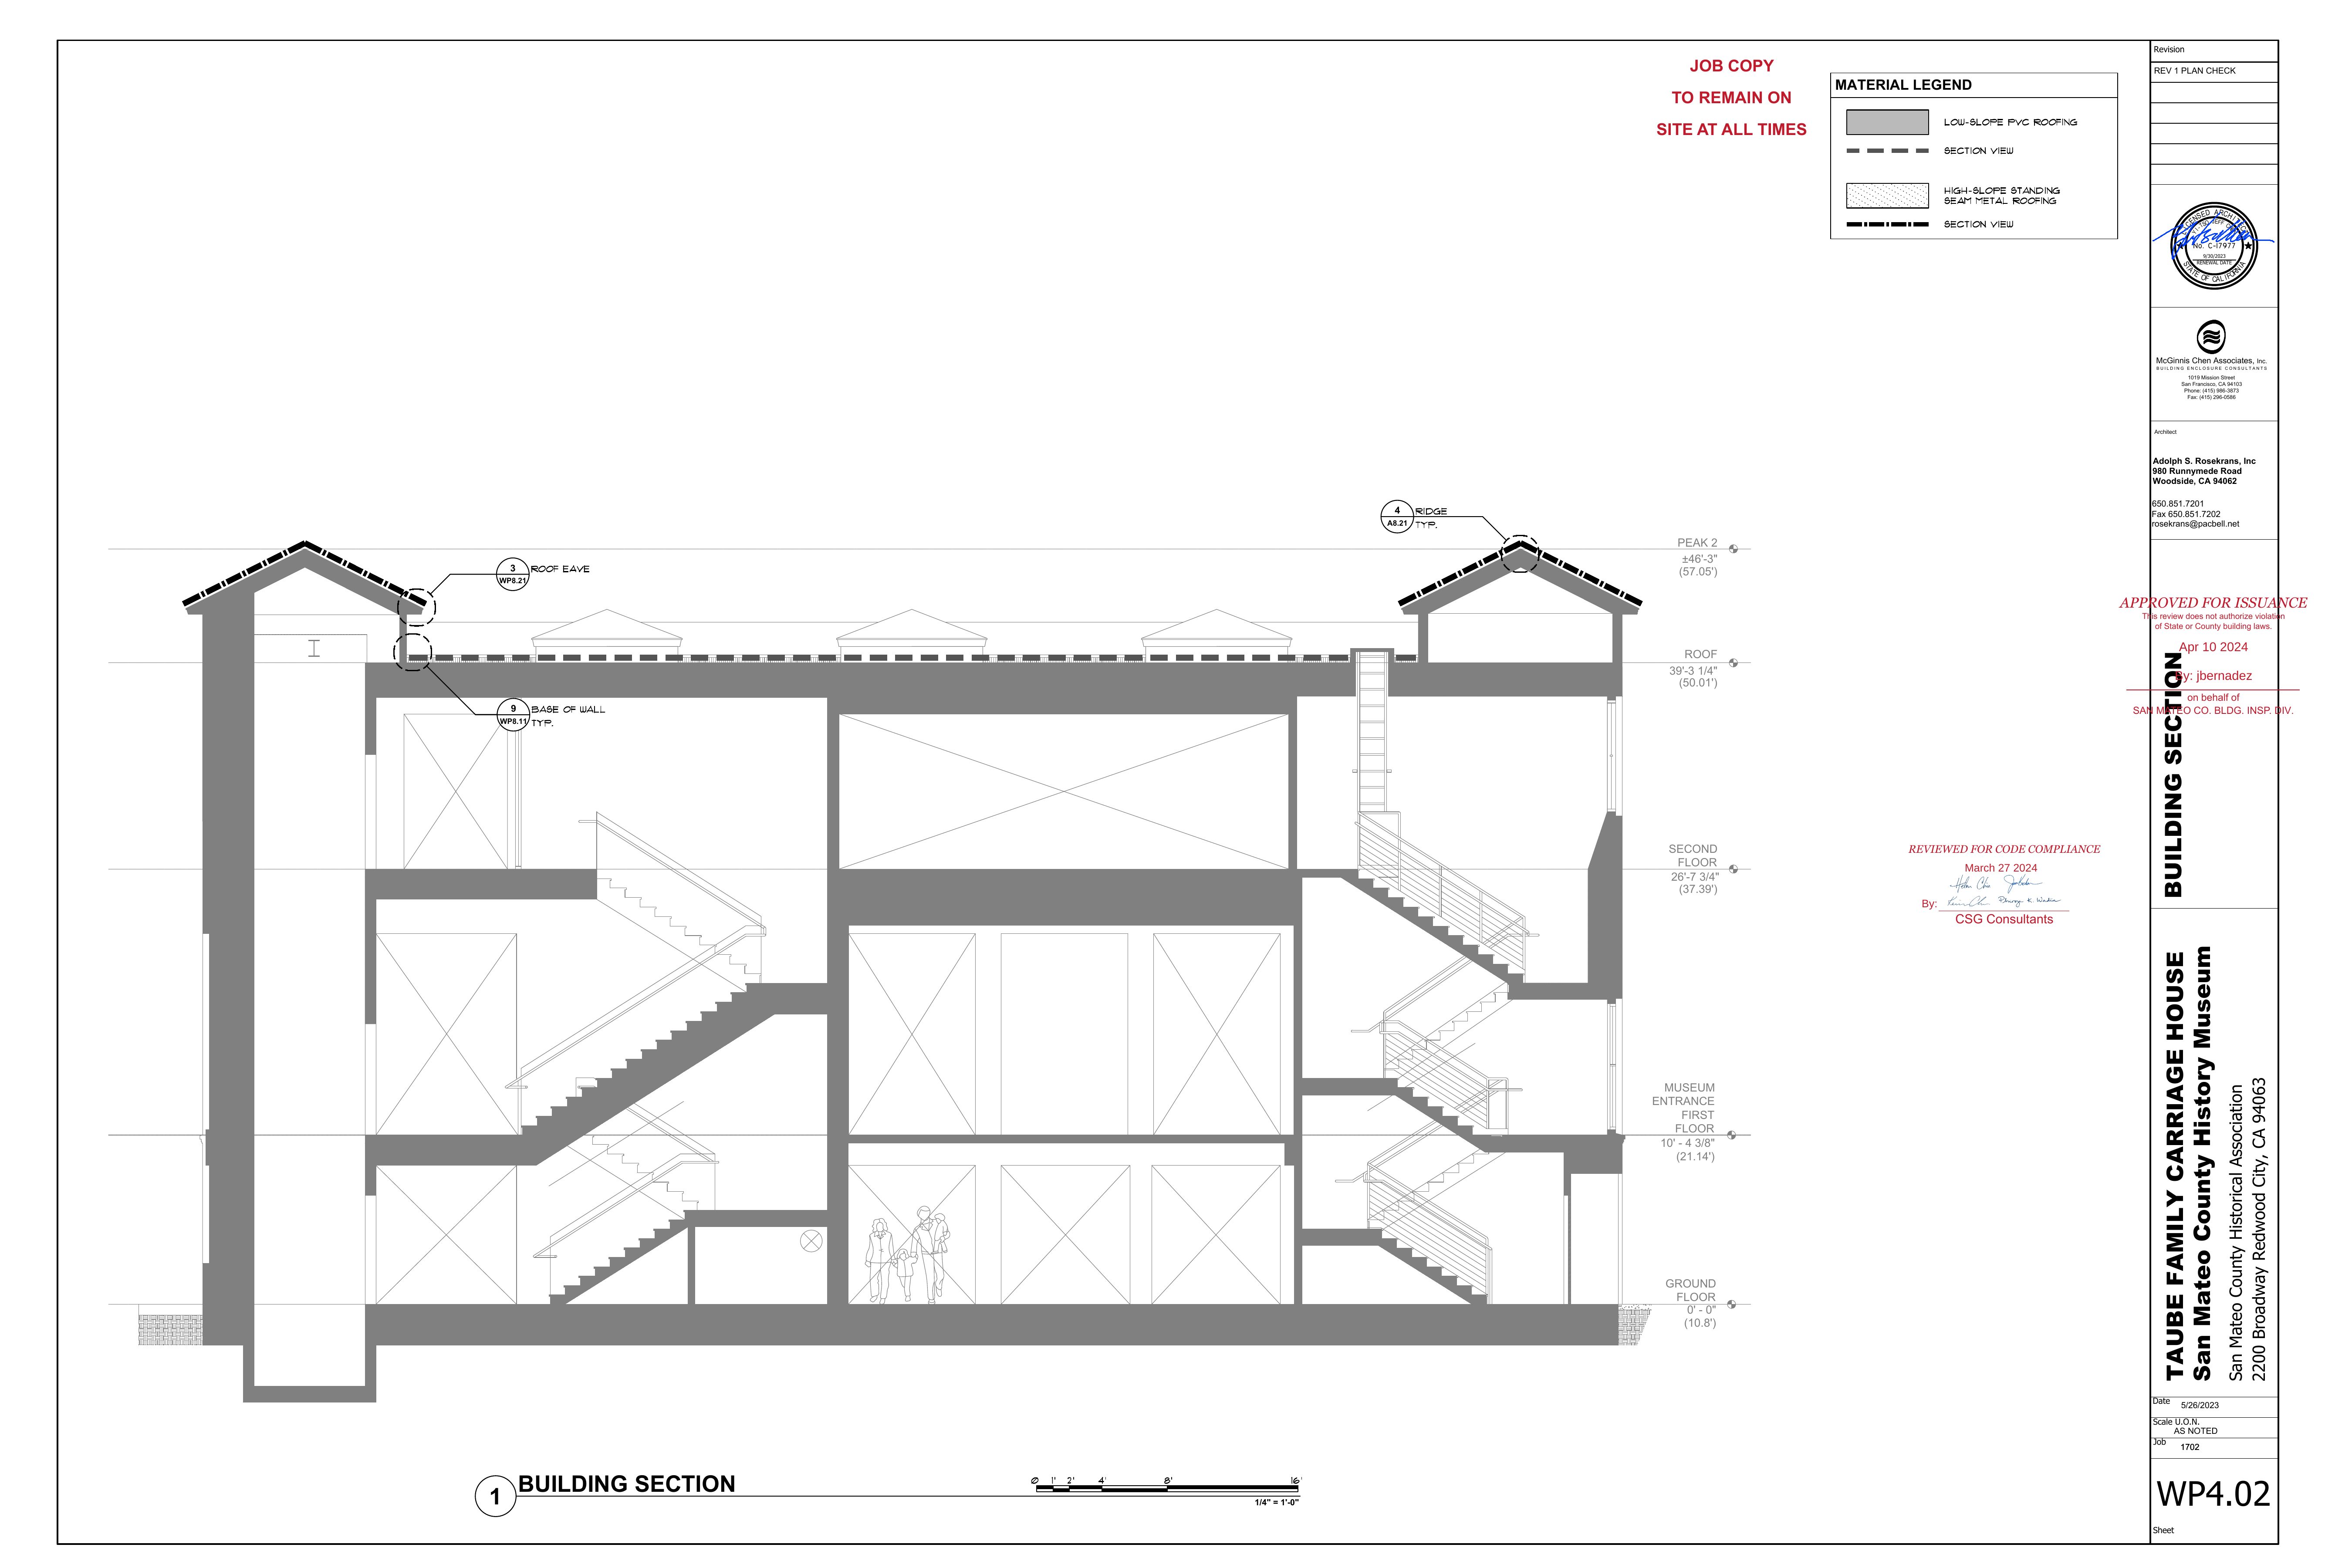 JOB COPY
TO REMAIN ON
SITE AT ALL TIMES
MATERIAL LEGEND
LOW-SLOPE PVC ROOFING
SECTION VIEW
HIGH-SLOPE STANDING
SEAM METAL ROOFING
SECTION VIEW
4
A8.21
RIDGE
TYP.
3
WP8.21
ROOF EAVE
9
WP8.11
BASE OF WALL
TYP.
PEAK 2
±46'-3"
(57.05')
ROOF
39'-3 1/4"
(50.01')
SECOND
FLOOR
26'-7 3/4"
(37.39')
MUSEUM
ENTRANCE
FIRST
FLOOR
10' - 4 3/8"
(21.14')
GROUND
FLOOR
0' - 0"
(10.8')
REVIEWED FOR CODE COMPLIANCE
March 27 2024
By:
CSG Consultants
1
BUILDING SECTION
0 1' 2' 4' 8' 16'
1/4" = 1'-0"
Revision
REV 1 PLAN CHECK
No. C-17977
9/30/2023
RENEWAL DATE
STATE OF CALIFORNIA
McGinnis Chen Associates, Inc.
BUILDING ENCLOSURE CONSULTANTS
1019 Mission Street
San Francisco, CA 94103
Phone: (415) 986-3873
Fax: (415) 296-0586
Architect
Adolph S. Rosekrans, Inc
980 Runnymede Road
Woodside, CA 94062
650.851.7201
Fax 650.851.7202
rosekrans@pacbell.net
APPROVED FOR ISSUANCE
This review does not authorize violation
of State or County building laws.
Apr 10 2024
By: jbernadez
on behalf of
SAN MATEO CO. BLDG. INSP. DIV.
BUILDING SECTION
TAUBE FAMILY CARRIAGE HOUSE
San Mateo County History Museum
San Mateo County Historical Association
2200 Broadway Redwood City, CA 94063
Date
5/26/2023
Scale U.O.N.
AS NOTED
Job
1702
WP4.02
Sheet